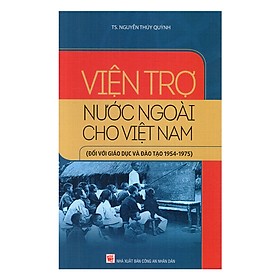 TS. NGUYỄN THÚY QUỲNH
VIỆN TRỢ
NƯỚC NGOÀI
CHO VIỆT NAM
(ĐỐI VỚI GIÁO DỤC VÀ ĐÀO TẠO 1954-1975)
NHÀ XUẤT BẢN CÔNG AN NHÂN DÂN